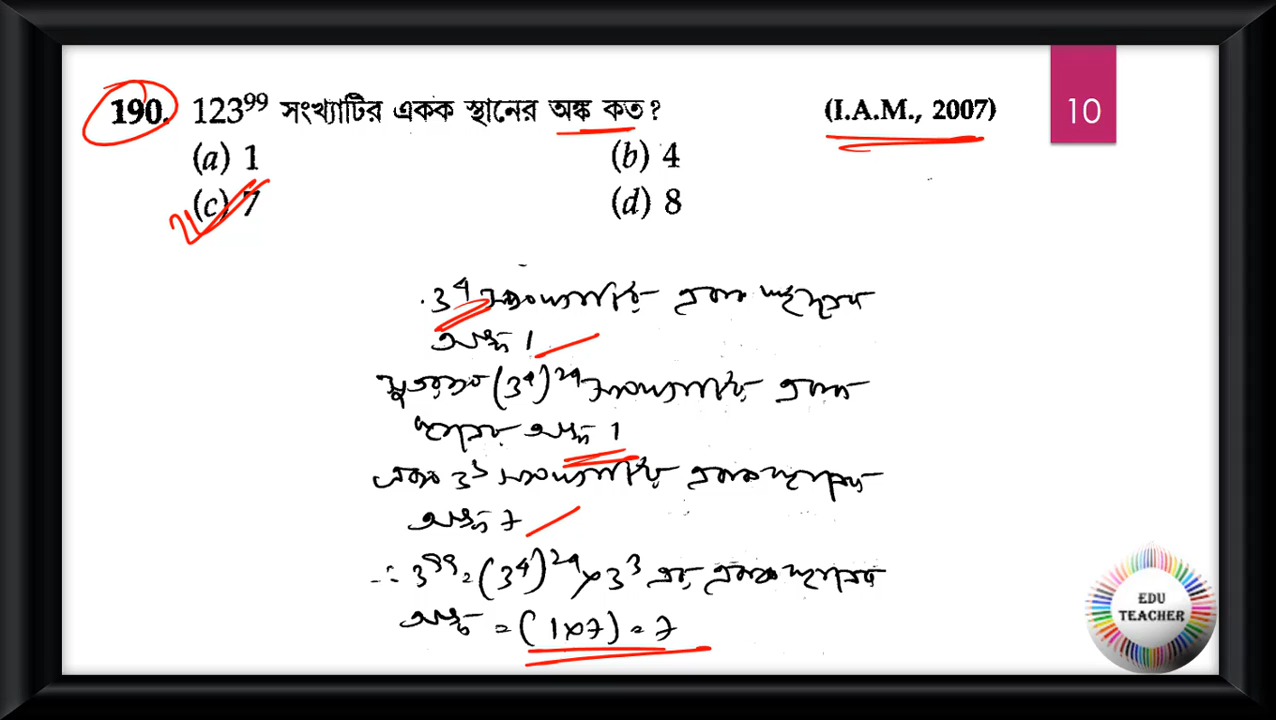 190. 123⁹⁹ সংখ্যাটির একক স্থানের অঙ্ক কত? (I.A.M., 2007) 10
(a) 1 (b) 4
(c) 7 (d) 8
3⁴ সংখ্যাটির একক স্থানের
অঙ্ক 1
সুতরাং (3⁴)²⁴ সংখ্যাটির একক
স্থানের অঙ্ক 1
এবং 3³ সংখ্যাটির একক স্থানের
অঙ্ক 7
∴ 3⁹⁹ = (3⁴)²⁴ × 3³ এর একক স্থানের
অঙ্ক = (1×7) = 7
EDU
TEACHER